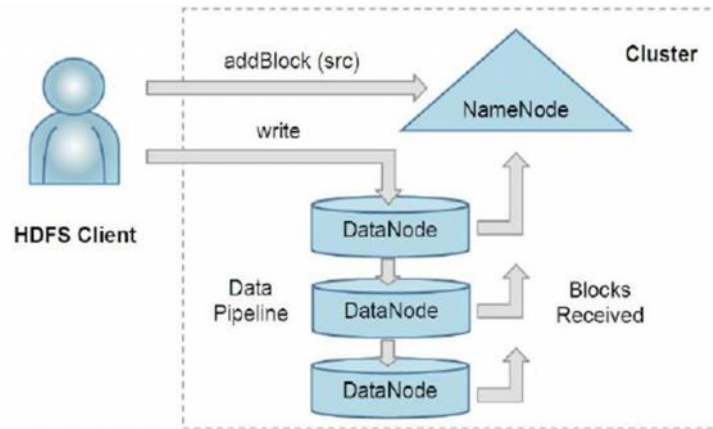 addBlock (src)
Cluster
NameNode
write
HDFS Client
DataNode
Data
Pipeline
DataNode
Blocks
Received
DataNode